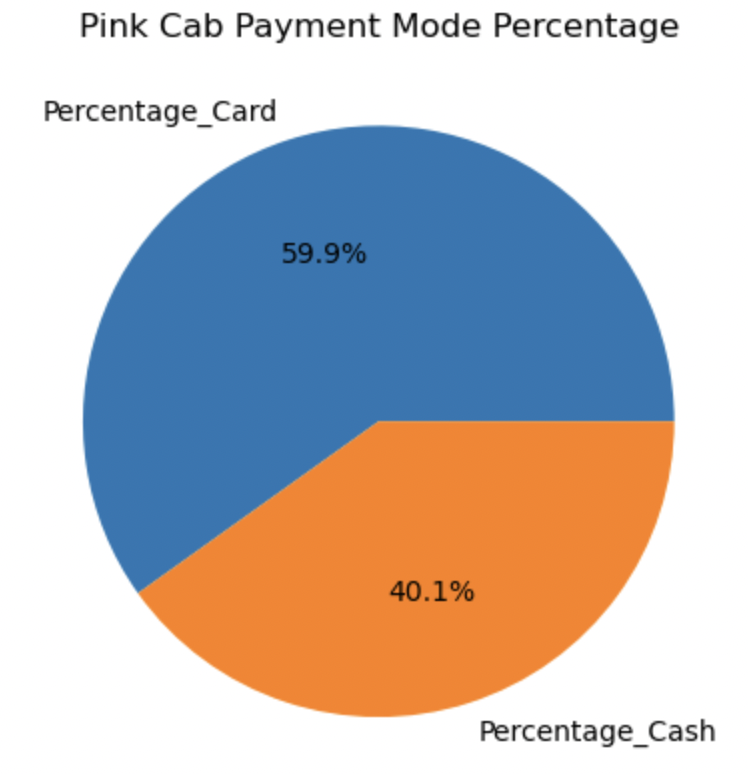 Pink Cab Payment Mode Percentage
Percentage_Card
59.9%
40.1%
Percentage_Cash